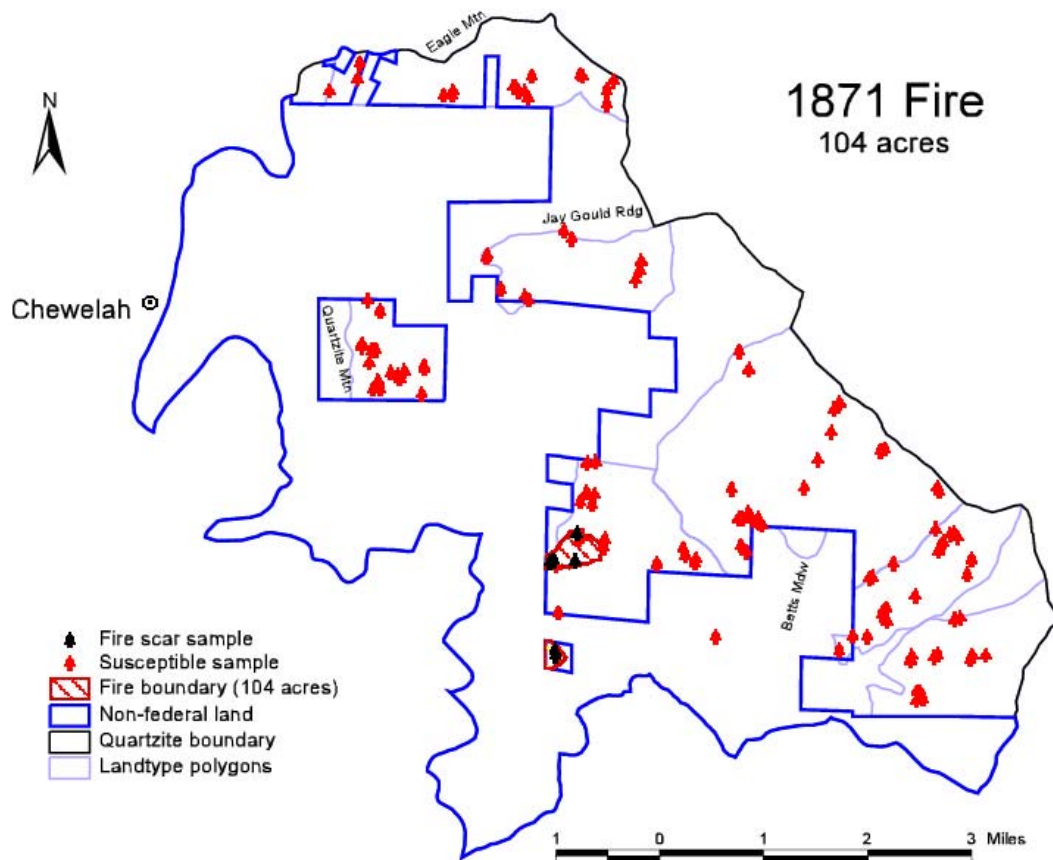 Eagle Mtn
1871 Fire
104 acres
N
Jay Gould Rdg
Chewelah
Quartzite Mtn
Betts Mdw
Fire scar sample
Susceptible sample
Fire boundary (104 acres)
Non-federal land
Quartzite boundary
Landtype polygons
1 0 1 2 3 Miles